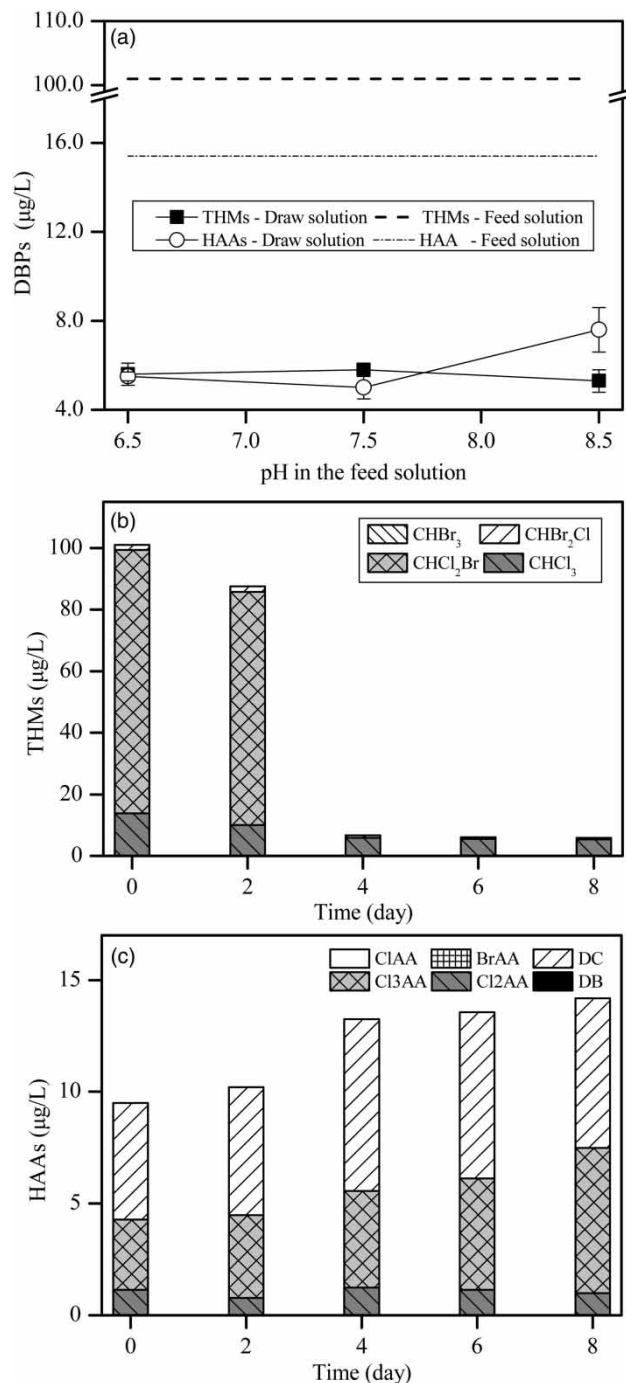 (a)
110.0
100.0
16.0
12.0
8.0
4.0
DBPs (µg/L)
THMs - Draw solution THMs - Feed solution
HAAs - Draw solution HAA - Feed solution
6.5 7.0 7.5 8.0 8.5
pH in the feed solution
(b)
100
80
60
40
20
0
THMs (µg/L)
CHBr₃ CHBr₂Cl
CHCl₂Br CHCl₃
0 2 4 6 8
Time (day)
(c)
15
10
5
0
HAAs (µg/L)
ClAA BrAA DC
Cl3AA Cl2AA DB
0 2 4 6 8
Time (day)